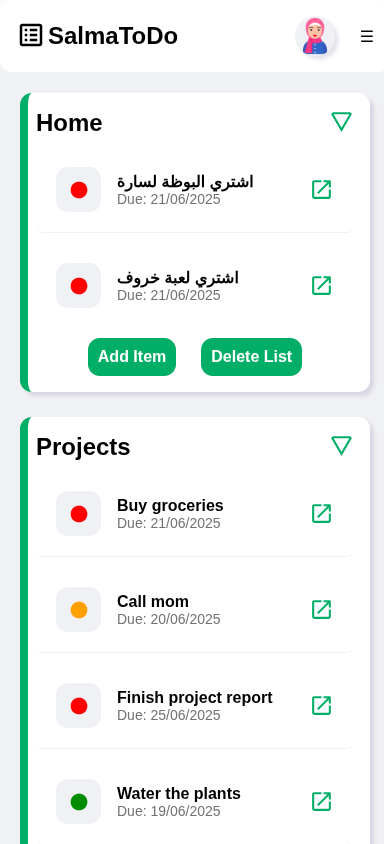 SalmaToDo
Home
اشتري البوظة لسارة
Due: 21/06/2025
اشتري لعبة خروف
Due: 21/06/2025
Add Item Delete List
Projects
Buy groceries
Due: 21/06/2025
Call mom
Due: 20/06/2025
Finish project report
Due: 25/06/2025
Water the plants
Due: 19/06/2025